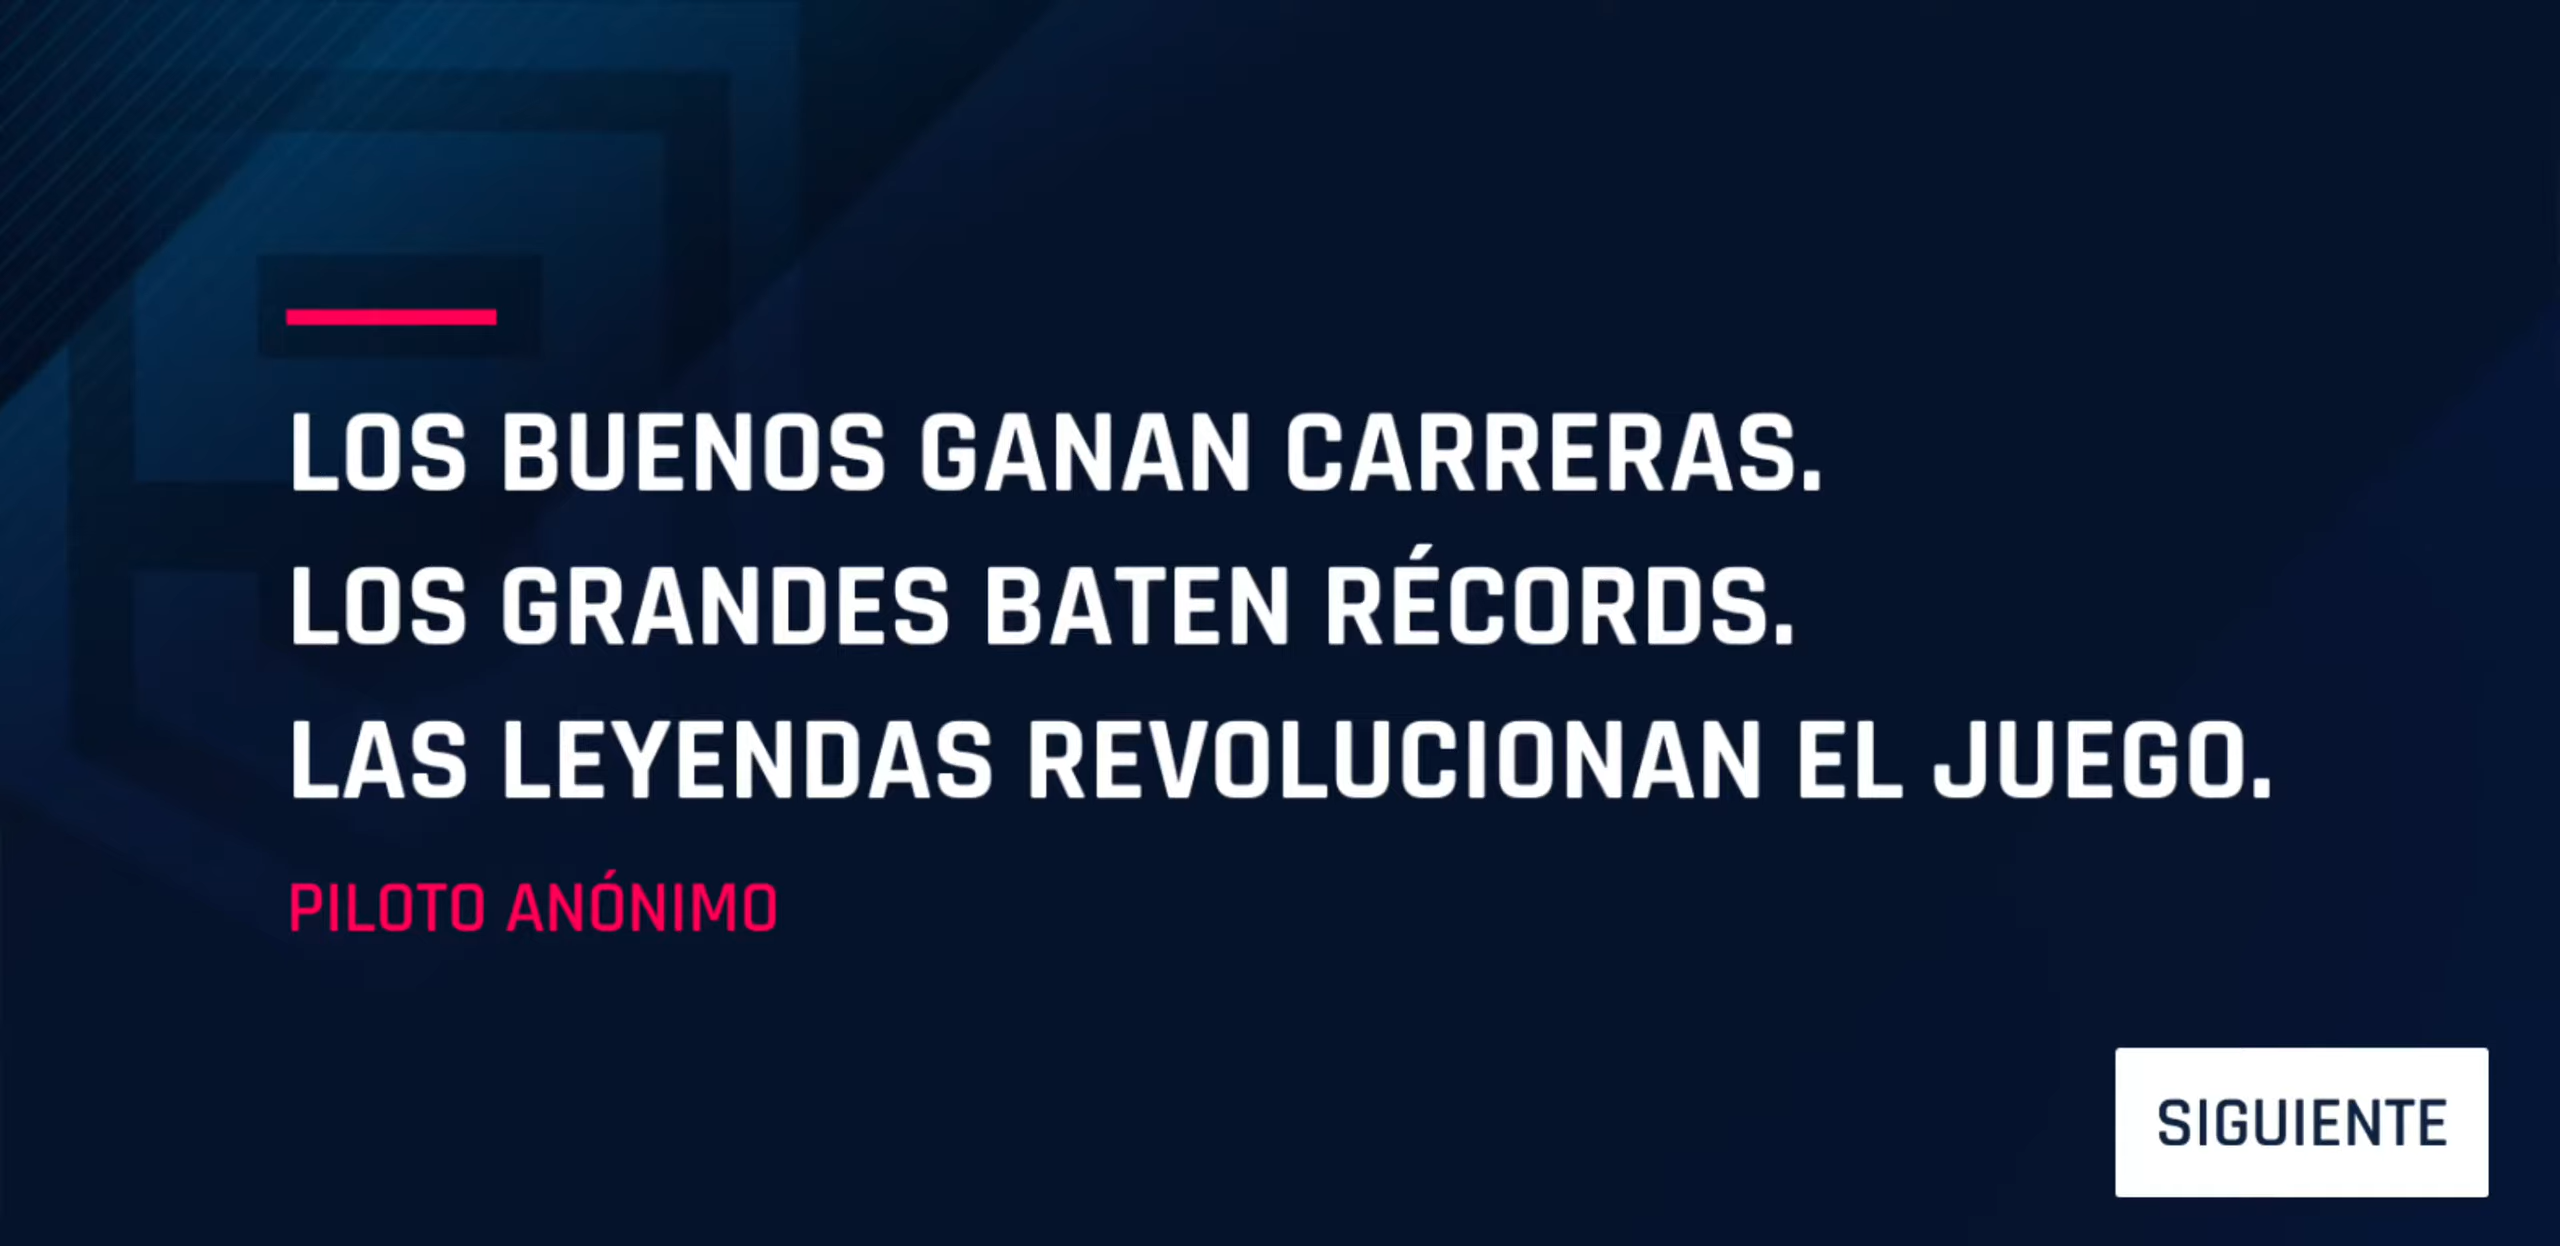 LOS BUENOS GANAN CARRERAS.
LOS GRANDES BATEN RÉCORDS.
LAS LEYENDAS REVOLUCIONAN EL JUEGO.
PILOTO ANÓNIMO
SIGUIENTE